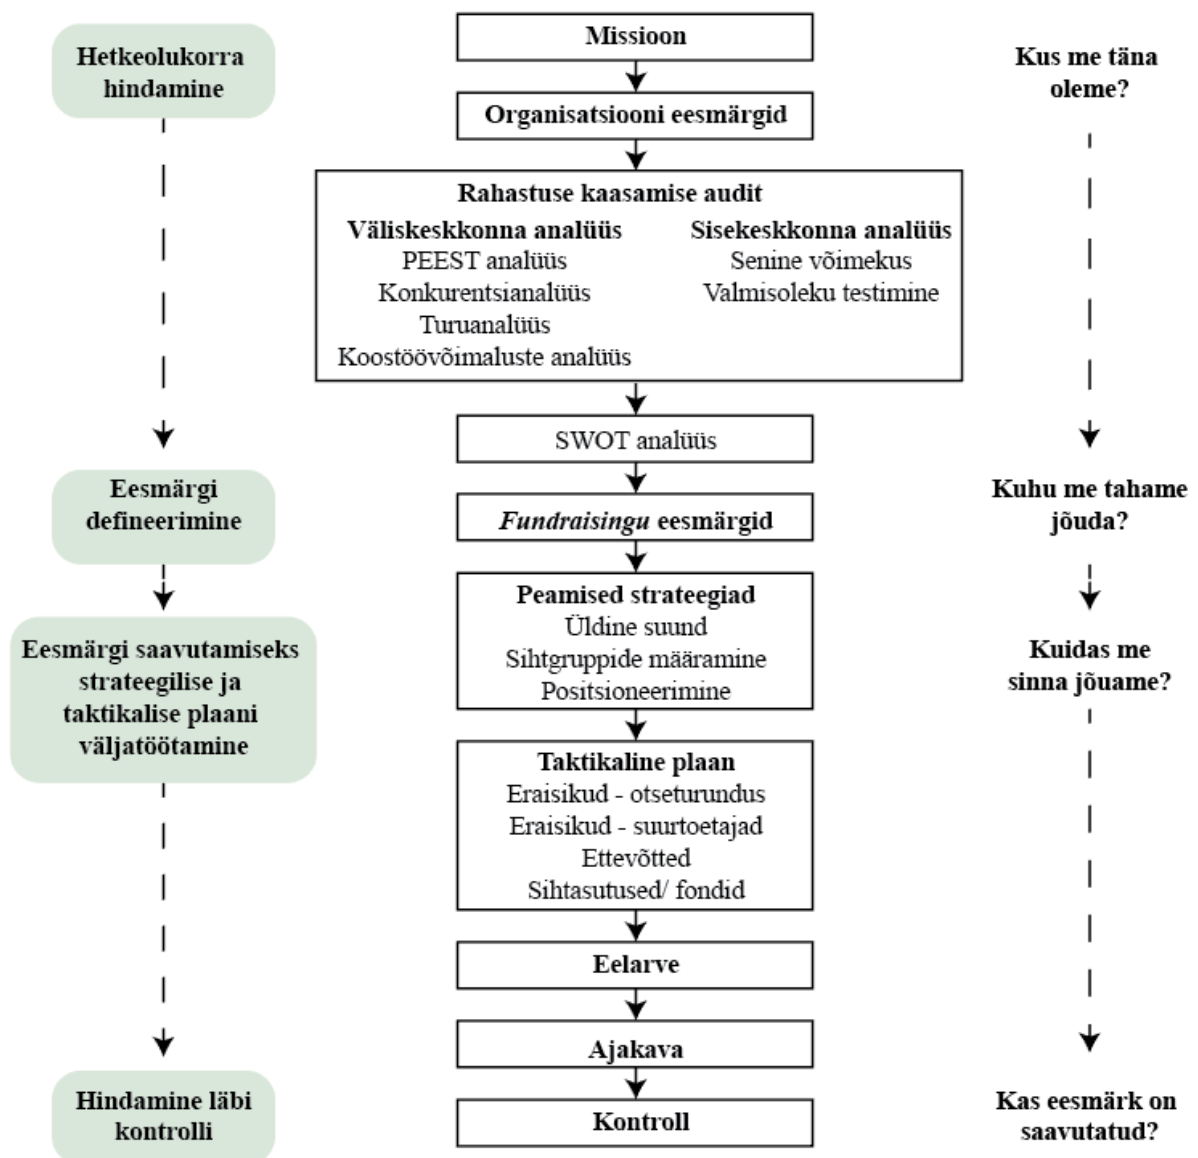 Hetkeolukorra
hindamine
Eesmärgi
defineerimine
Eesmärgi saavutamiseks
strateegilise ja
taktikalise plaani
väljatöötamine
Hindamine läbi
kontrolli
Missioon
Organisatsiooni eesmärgid
Rahastuse kaasamise audit
Väliskeskkonna analüüs
PEEST analüüs
Konkurentsianalüüs
Turuanalüüs
Koostöövõimaluste analüüs
Sisekeskkonna analüüs
Senine võimekus
Valmisoleku testimine
SWOT analüüs
Fundraisingu eesmärgid
Peamised strateegiad
Üldine suund
Sihtgruppide määramine
Positsioneerimine
Taktikaline plaan
Eraisikud - otseturundus
Eraisikud - suurtoetajad
Ettevõtted
Sihtasutused/ fondid
Eelarve
Ajakava
Kontroll
Kus me täna
oleme?
Kuhu me tahame
jõuda?
Kuidas me
sinna jõuame?
Kas eesmärk on
saavutatud?